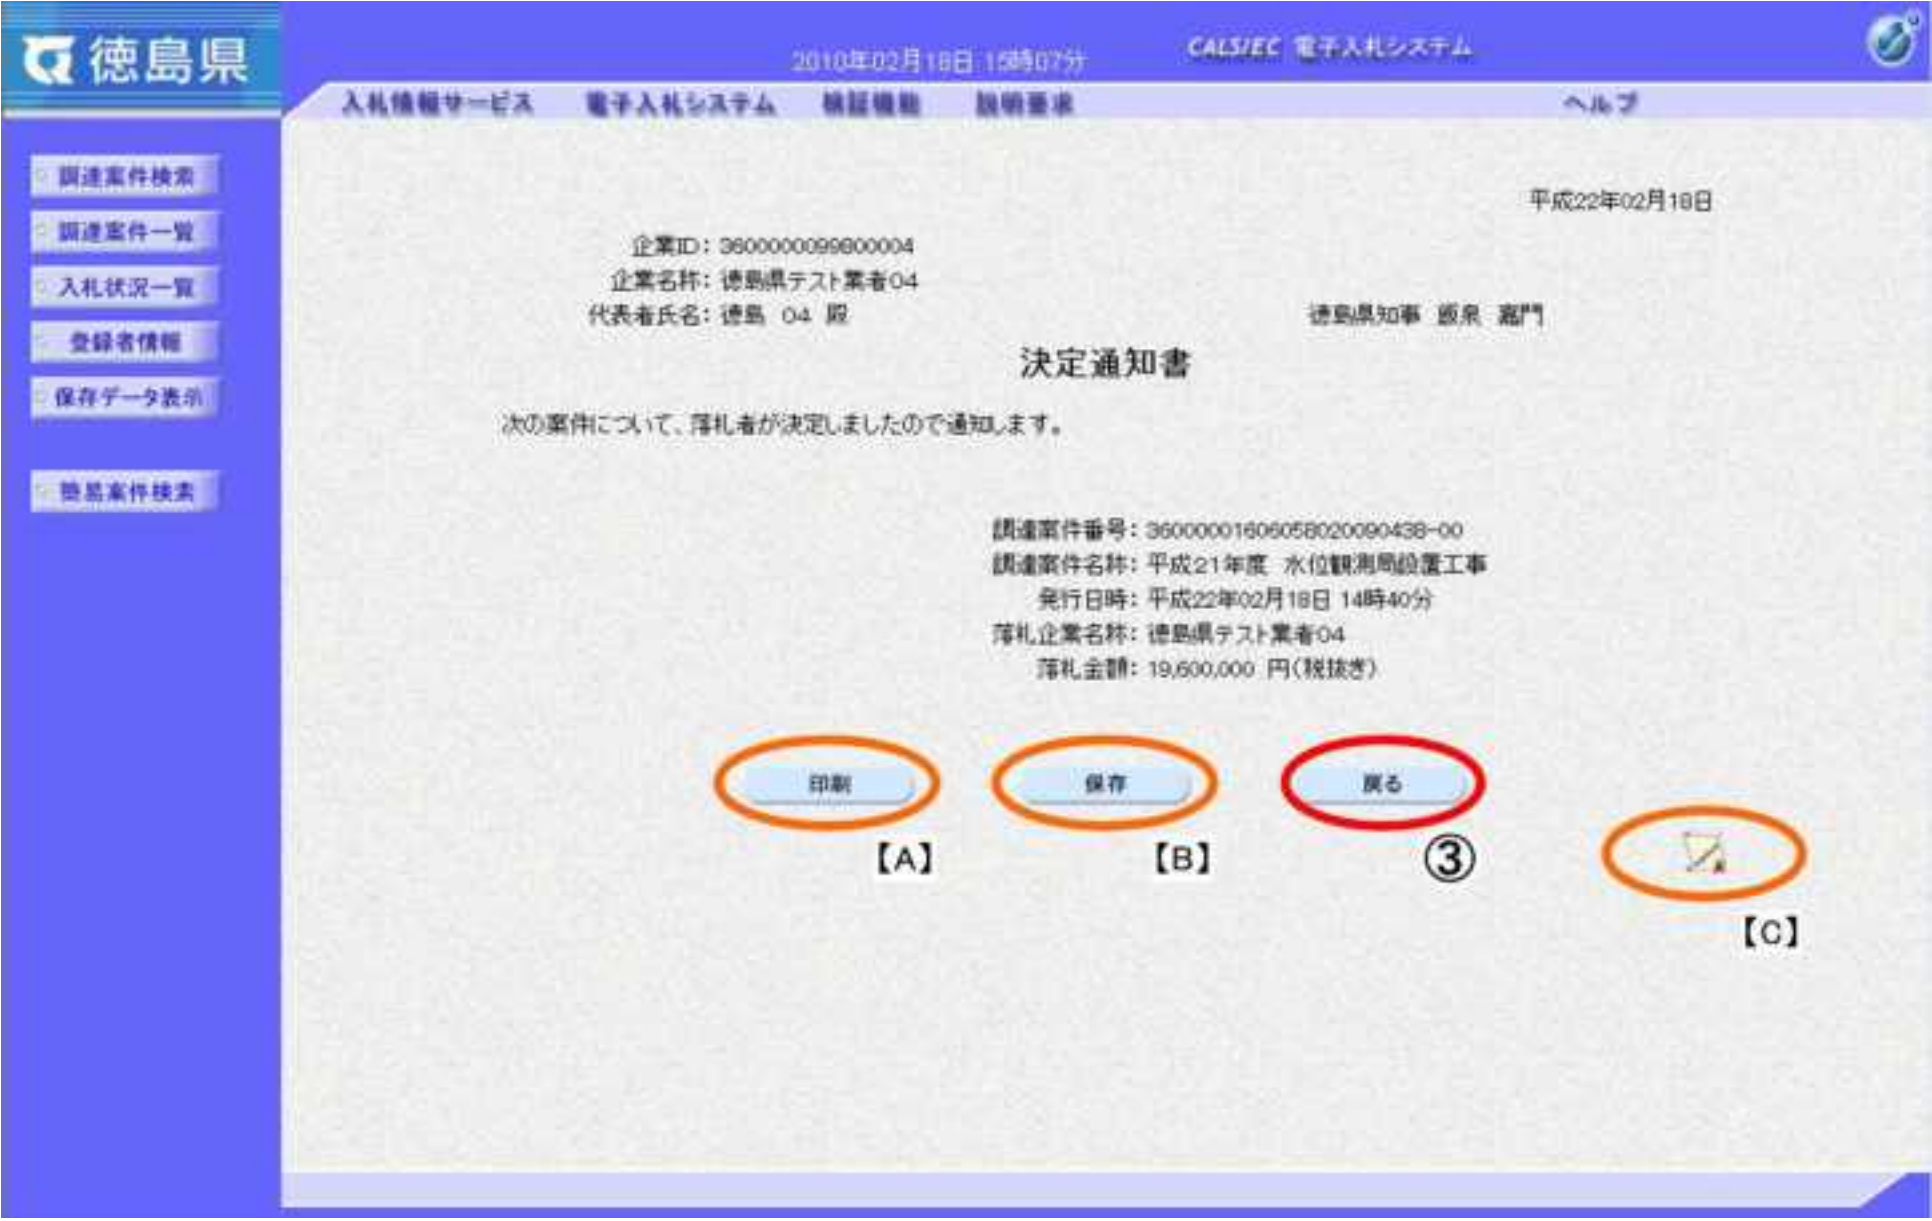 徳島県
2010年02月18日 15時07分
CALS/EC 電子入札システム
入札情報サービス 電子入札システム 検証機能 説明要求 ヘルプ
調達案件検索
調達案件一覧
入札状況一覧
登録者情報
保存データ表示
簡易案件検索
平成22年02月18日
企業ID：3600000099800004
企業名称：徳島県テスト業者04
代表者氏名：徳島 04 殿
徳島県知事 飯泉 嘉門
決定通知書
次の案件について、落札者が決定しましたので通知します。
調達案件番号：36000001606058020090438-00
調達案件名称：平成21年度 水位観測局設置工事
発行日時：平成22年02月18日 14時40分
落札企業名称：徳島県テスト業者04
落札金額：19,600,000 円(税抜き)
印刷 保存 戻る
【A】 【B】 ③
【C】